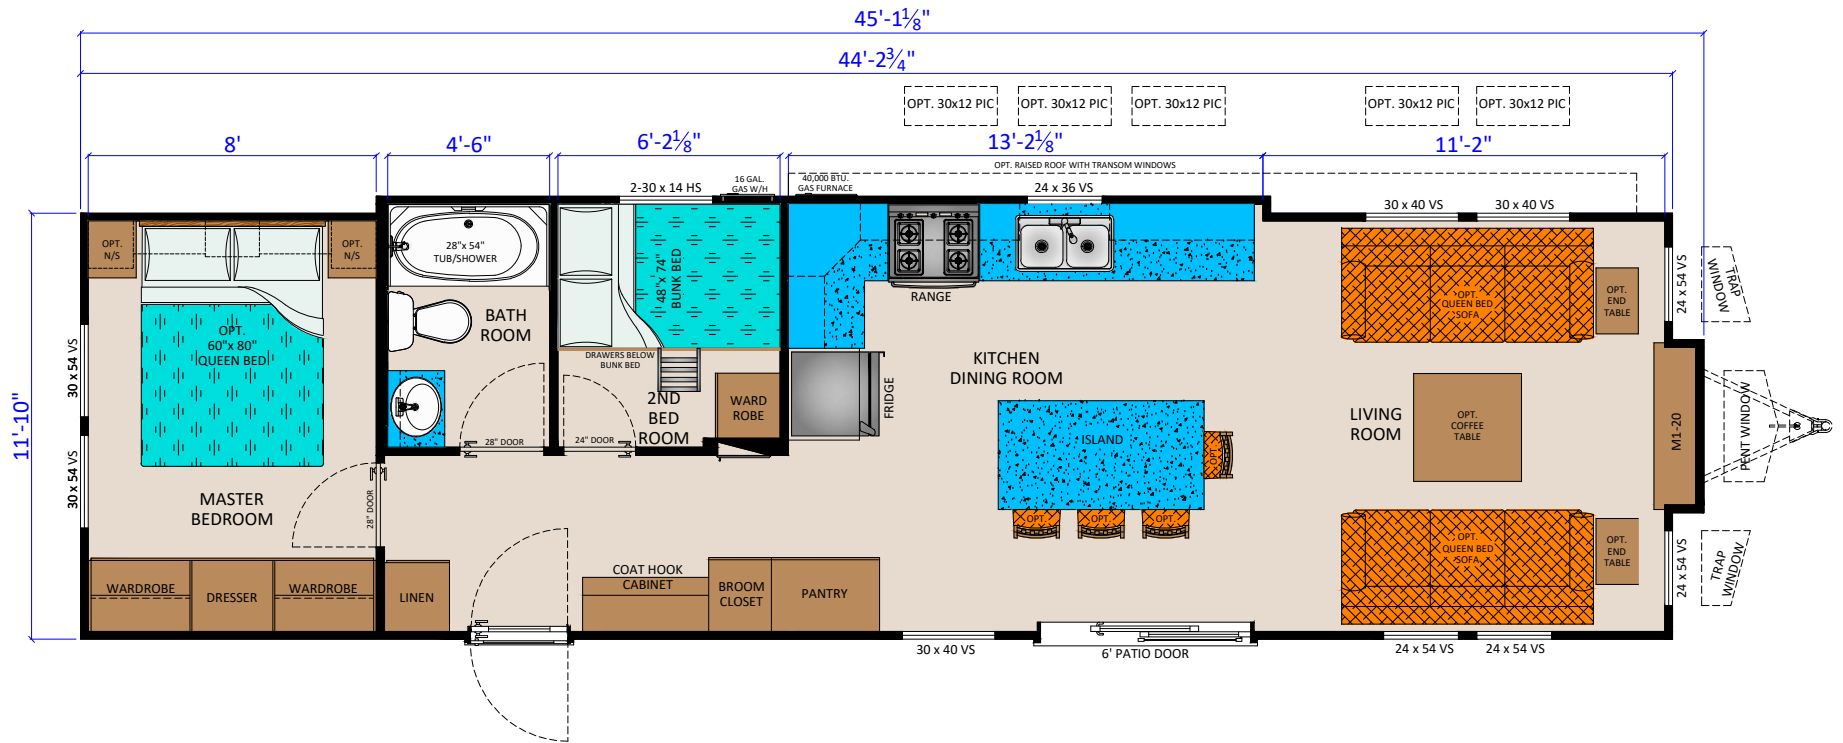 45'-1⅛"
44'-2¾"
OPT. 30x12 PIC
OPT. 30x12 PIC
OPT. 30x12 PIC
OPT. 30x12 PIC
OPT. 30x12 PIC
8'
4'-6"
6'-2⅛"
13'-2⅛"
11'-2"
OPT. RAISED ROOF WITH TRANSOM WINDOWS
2-30 x 14 HS
16 GAL.
GAS W/H
40,000 BTU.
GAS FURNACE
24 x 36 VS
30 x 40 VS
30 x 40 VS
11'-10"
30 x 54 VS
30 x 54 VS
OPT.
N/S
OPT.
N/S
OPT.
60"x 80"
QUEEN BED
MASTER
BEDROOM
28" DOOR
WARDROBE
DRESSER
WARDROBE
28"x 54"
TUB/SHOWER
BATH
ROOM
28" DOOR
LINEN
48"x 74"
BUNK BED
DRAWERS BELOW
BUNK BED
2ND
BED
ROOM
WARD
ROBE
24" DOOR
COAT HOOK
CABINET
BROOM
CLOSET
PANTRY
RANGE
FRIDGE
KITCHEN
DINING ROOM
ISLAND
OPT.
OPT.
OPT.
OPT.
30 x 40 VS
6' PATIO DOOR
LIVING
ROOM
OPT.
QUEEN BED
SOFA
OPT.
END
TABLE
OPT.
COFFEE
TABLE
OPT.
QUEEN BED
SOFA
OPT.
END
TABLE
24 x 54 VS
24 x 54 VS
24 x 54 VS
TRAP
WINDOW
M1-20
PENT WINDOW
24 x 54 VS
TRAP
WINDOW